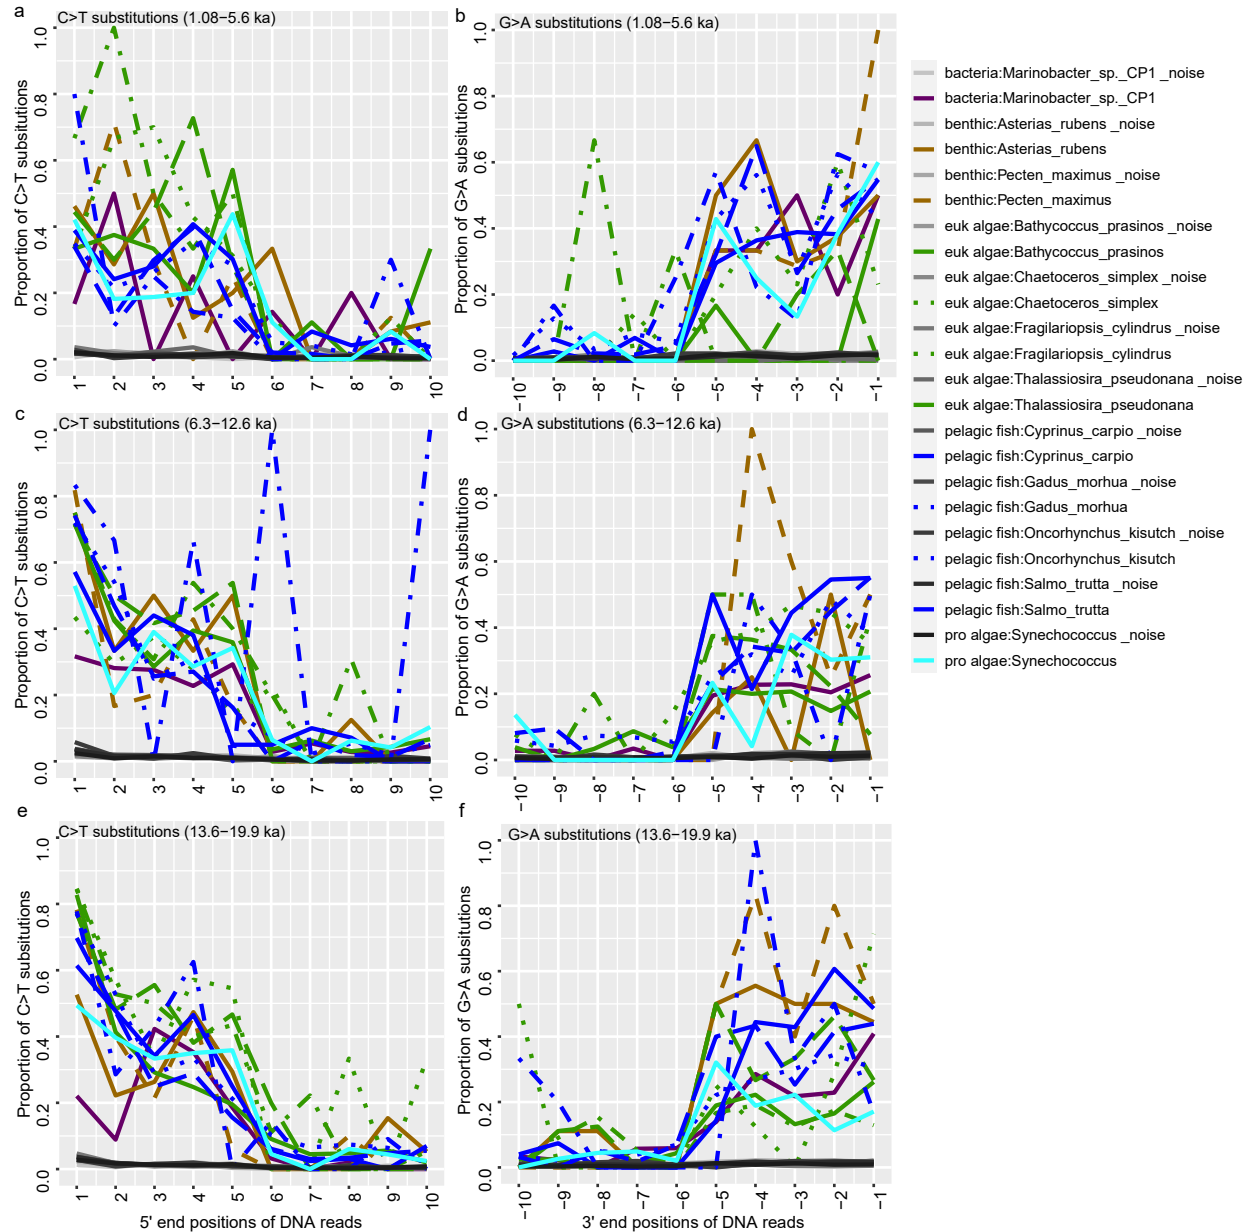 a
C>T substitutions (1.08−5.6 ka)
Proportion of C>T subsitutions
0.0 0.2 0.4 0.6 0.8 1.0
1 2 3 4 5 6 7 8 9 10
b
G>A substitutions (1.08−5.6 ka)
Proportion of G>A subsitutions
0.0 0.2 0.4 0.6 0.8 1.0
−10 −9 −8 −7 −6 −5 −4 −3 −2 −1
c
C>T substitutions (6.3−12.6 ka)
Proportion of C>T subsitutions
0.0 0.2 0.4 0.6 0.8 1.0
1 2 3 4 5 6 7 8 9 10
d
G>A substitutions (6.3−12.6 ka)
Proportion of G>A subsitutions
0.0 0.2 0.4 0.6 0.8 1.0
−10 −9 −8 −7 −6 −5 −4 −3 −2 −1
e
C>T substitutions (13.6−19.9 ka)
Proportion of C>T subsitutions
0.0 0.2 0.4 0.6 0.8 1.0
1 2 3 4 5 6 7 8 9 10
5' end positions of DNA reads
f
G>A substitutions (13.6−19.9 ka)
Proportion of G>A subsitutions
0.0 0.2 0.4 0.6 0.8 1.0
−10 −9 −8 −7 −6 −5 −4 −3 −2 −1
3' end positions of DNA reads
bacteria:Marinobacter_sp._CP1 _noise
bacteria:Marinobacter_sp._CP1
benthic:Asterias_rubens _noise
benthic:Asterias_rubens
benthic:Pecten_maximus _noise
benthic:Pecten_maximus
euk algae:Bathycoccus_prasinos _noise
euk algae:Bathycoccus_prasinos
euk algae:Chaetoceros_simplex _noise
euk algae:Chaetoceros_simplex
euk algae:Fragilariopsis_cylindrus _noise
euk algae:Fragilariopsis_cylindrus
euk algae:Thalassiosira_pseudonana _noise
euk algae:Thalassiosira_pseudonana
pelagic fish:Cyprinus_carpio _noise
pelagic fish:Cyprinus_carpio
pelagic fish:Gadus_morhua _noise
pelagic fish:Gadus_morhua
pelagic fish:Oncorhynchus_kisutch _noise
pelagic fish:Oncorhynchus_kisutch
pelagic fish:Salmo_trutta _noise
pelagic fish:Salmo_trutta
pro algae:Synechococcus _noise
pro algae:Synechococcus